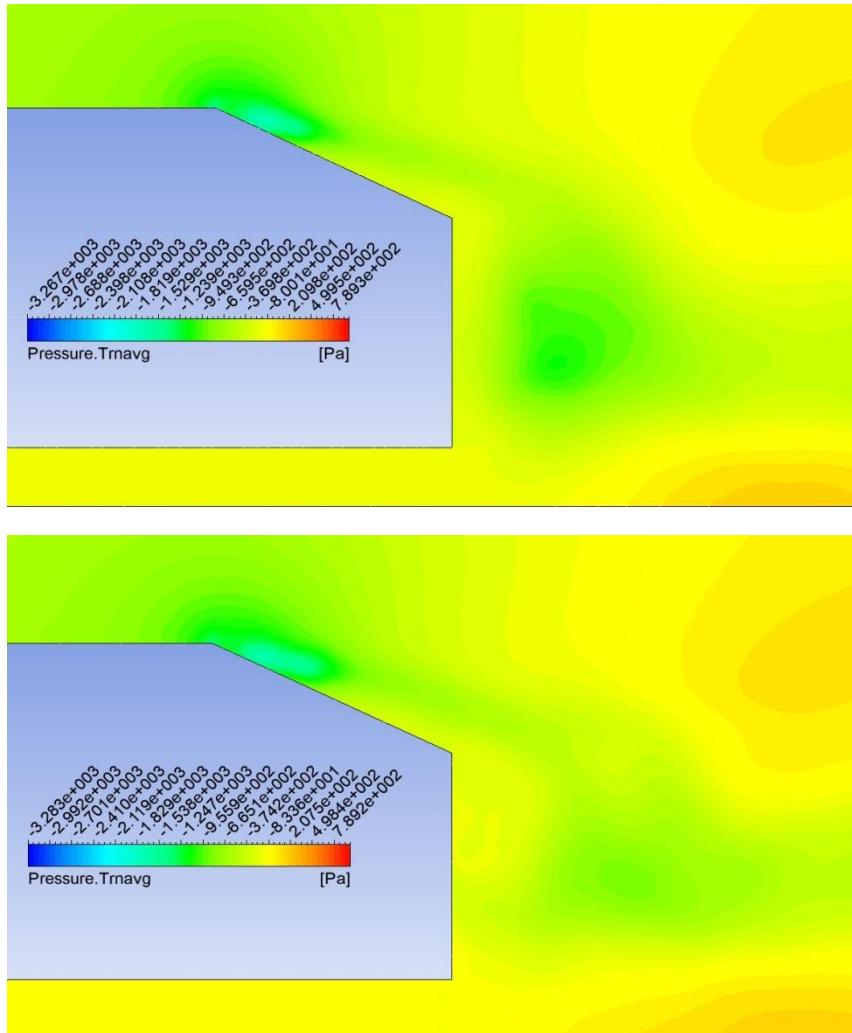 -3.267e+003
-2.978e+003
-2.688e+003
-2.398e+003
-2.108e+003
-1.819e+003
-1.529e+003
-1.239e+003
-9.493e+002
-6.595e+002
-3.698e+002
-8.001e+001
2.098e+002
4.995e+002
7.893e+002
Pressure.Trnavg [Pa]
-3.283e+003
-2.992e+003
-2.701e+003
-2.410e+003
-2.119e+003
-1.829e+003
-1.538e+003
-1.247e+003
-9.559e+002
-6.651e+002
-3.742e+002
-8.336e+001
2.075e+002
4.984e+002
7.892e+002
Pressure.Trnavg [Pa]